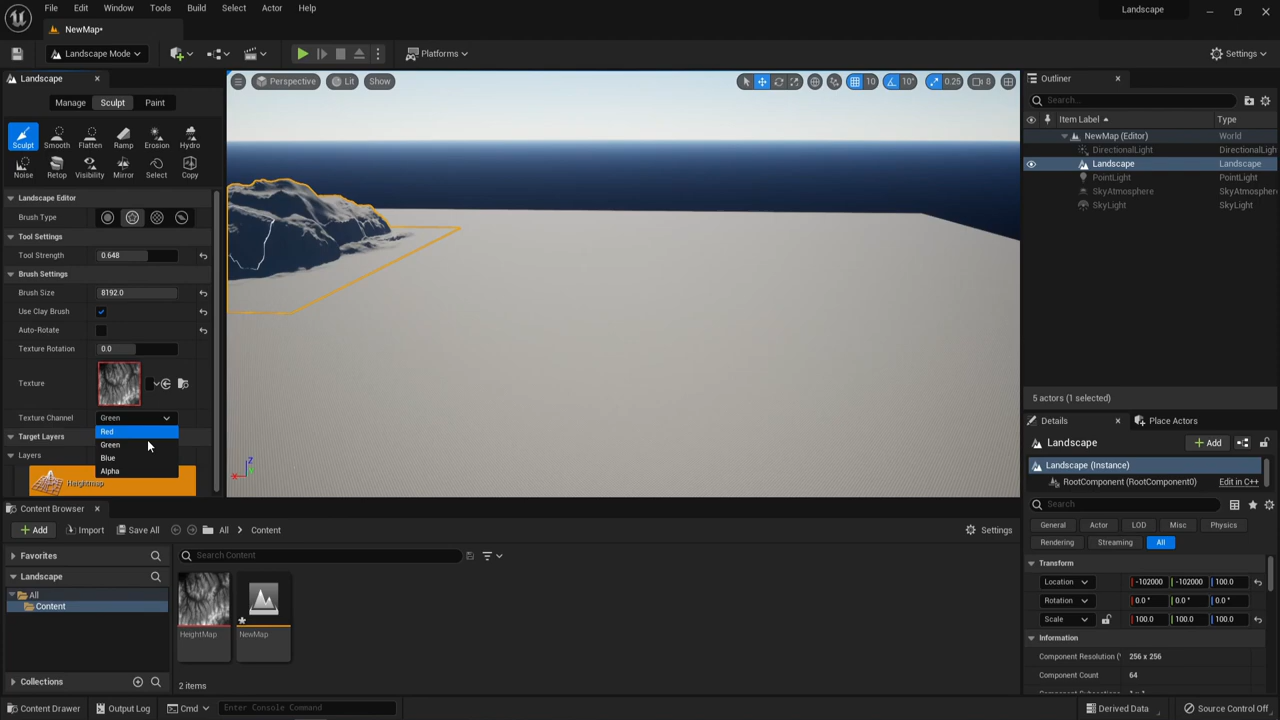 File Edit Window Tools Build Select Actor Help
Landscape
NewMap*
Landscape Mode
Platforms
Settings
Landscape
Manage Sculpt Paint
Sculpt Smooth Flatten Ramp Erosion Hydro
Noise Retop Visibility Mirror Select Copy
Landscape Editor
Brush Type
Tool Settings
Tool Strength 0.648
Brush Settings
Brush Size 8192.0
Use Clay Brush
Auto-Rotate
Texture Rotation 0.0
Texture
Texture Channel Green
Red
Green
Blue
Alpha
Target Layers
Layers
Heightmap
Perspective Lit Show
10 10° 0.25 8
Z
X
Outliner
Search...
Item Label Type
NewMap (Editor) World
DirectionalLight DirectionalLigh
Landscape Landscape
PointLight PointLight
SkyAtmosphere SkyAtmosphere
SkyLight SkyLight
5 actors (1 selected)
Details Place Actors
Landscape + Add
Landscape (Instance)
RootComponent (RootComponent0) Edit in C++
Search
General Actor LOD Misc Physics
Rendering Streaming All
Transform
Location -102000 -102000 100.0
Rotation 0.0 ° 0.0 ° 0.0 °
Scale 100.0 100.0 100.0
Information
Component Resolution (V 256 x 256
Component Count 64
Content Browser
+ Add Import Save All All Content
Settings
Favorites
Landscape
All
Content
Collections
Search Content
HeightMap
NewMap
2 items
Content Drawer Output Log Cmd Enter Console Command
Derived Data Source Control Off